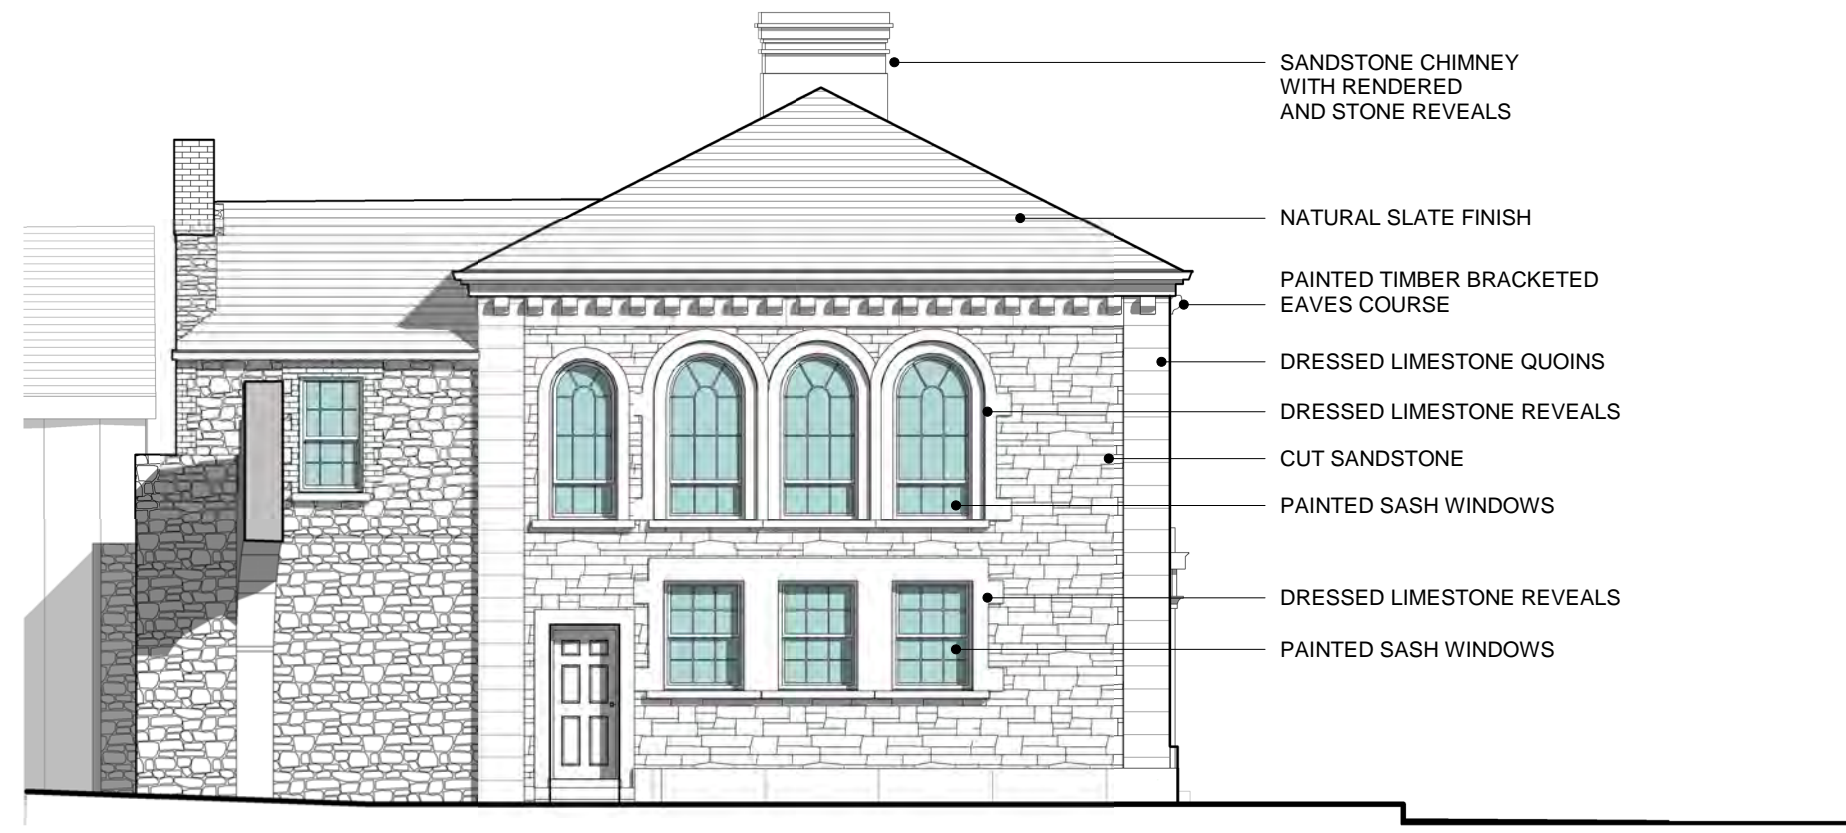 SANDSTONE CHIMNEY
WITH RENDERED
AND STONE REVEALS
NATURAL SLATE FINISH
PAINTED TIMBER BRACKETED
EAVES COURSE
DRESSED LIMESTONE QUOINS
DRESSED LIMESTONE REVEALS
CUT SANDSTONE
PAINTED SASH WINDOWS
DRESSED LIMESTONE REVEALS
PAINTED SASH WINDOWS